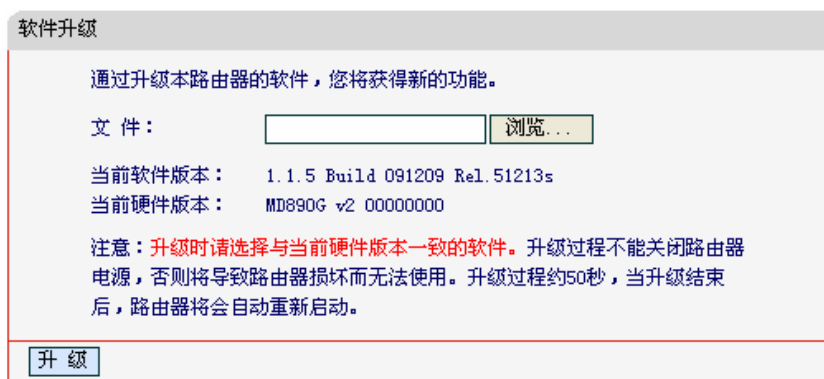 软件升级
通过升级本路由器的软件，您将获得新的功能。
文 件： 浏览...
当前软件版本： 1.1.5 Build 091209 Rel.51213s
当前硬件版本： MD890G v2 00000000
注意：升级时请选择与当前硬件版本一致的软件。升级过程不能关闭路由器
电源，否则将导致路由器损坏而无法使用。升级过程约50秒，当升级结束
后，路由器将会自动重新启动。
升 级